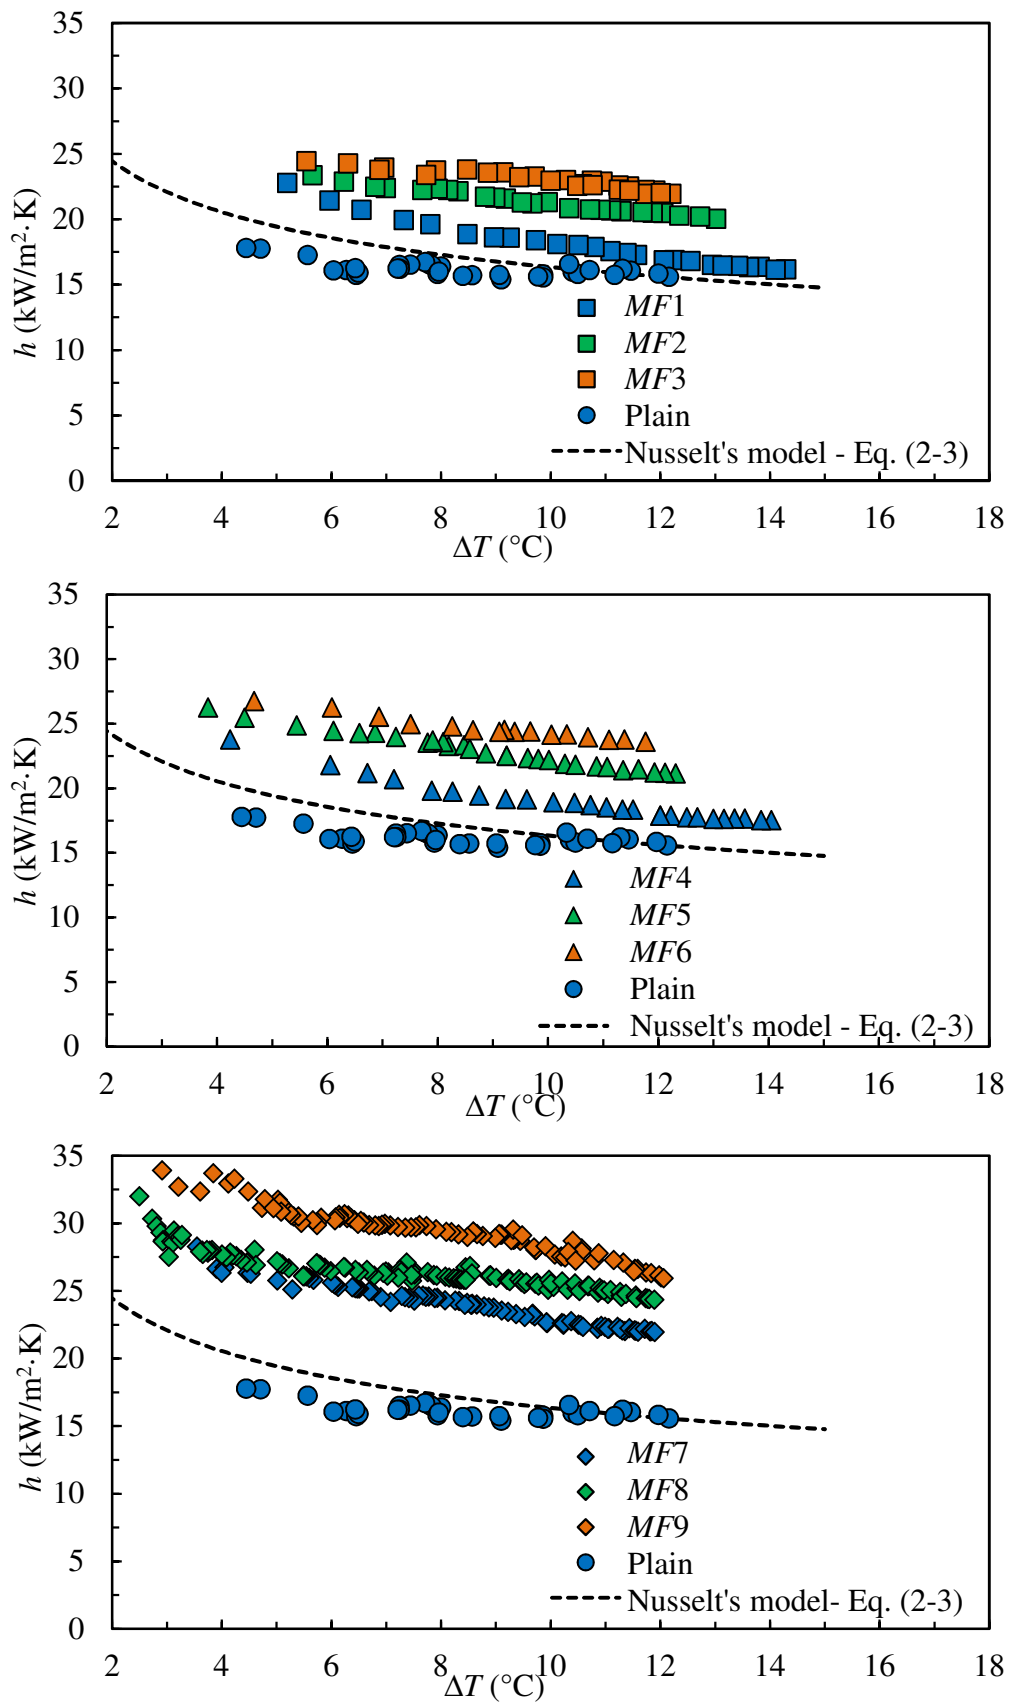 35
30
25
20
15
10
5
0
h (kW/m²·K)
MF1
MF2
MF3
Plain
Nusselt's model - Eq. (2-3)
2 4 6 8 10 12 14 16 18
ΔT (°C)
35
30
25
20
15
10
5
0
h (kW/m²·K)
MF4
MF5
MF6
Plain
Nusselt's model - Eq. (2-3)
2 4 6 8 10 12 14 16 18
ΔT (°C)
35
30
25
20
15
10
5
0
h (kW/m²·K)
MF7
MF8
MF9
Plain
Nusselt's model- Eq. (2-3)
2 4 6 8 10 12 14 16 18
ΔT (°C)